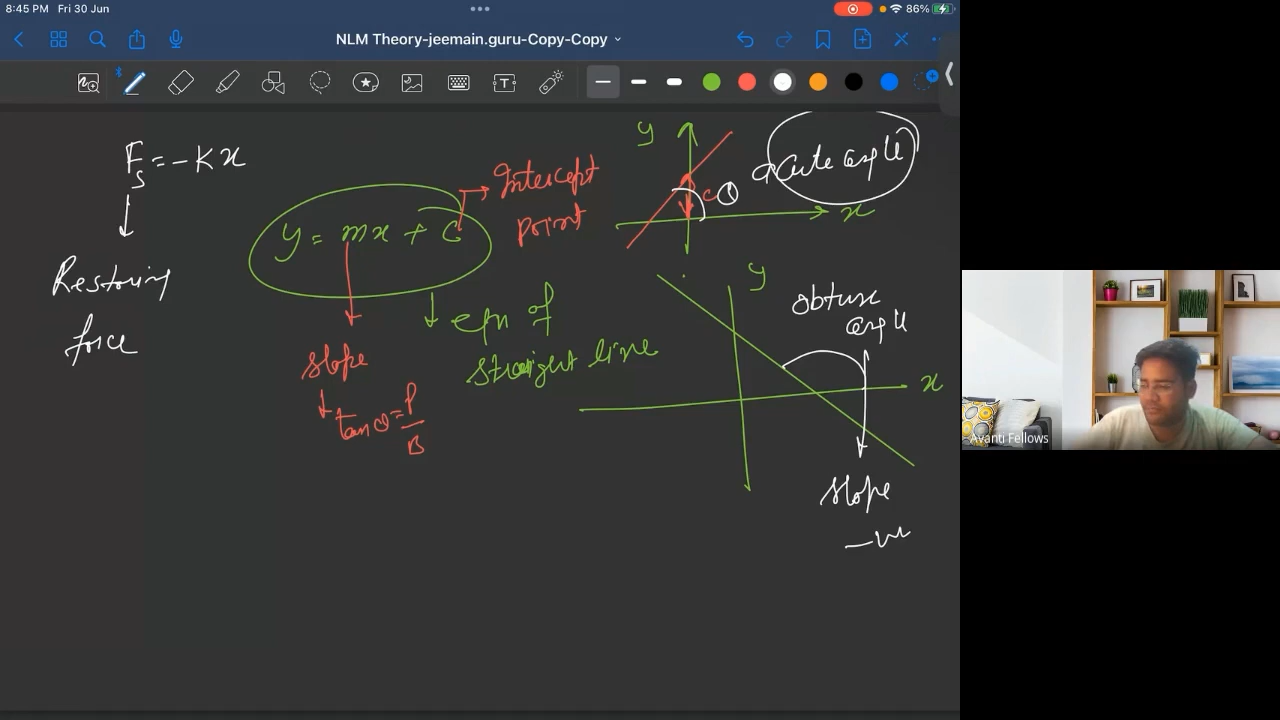 8:45 PM Fri 30 Jun
86%
NLM Theory-jeemain.guru-Copy-Copy
Fs = -Kx
Restoring
force
y = mx + C
Intercept
point
slope
tanθ = P/B
eqn of
straight line
y
x
C
θ
acute angle
y
x
obtuse
angle
slope
-ve
Avanti Fellows